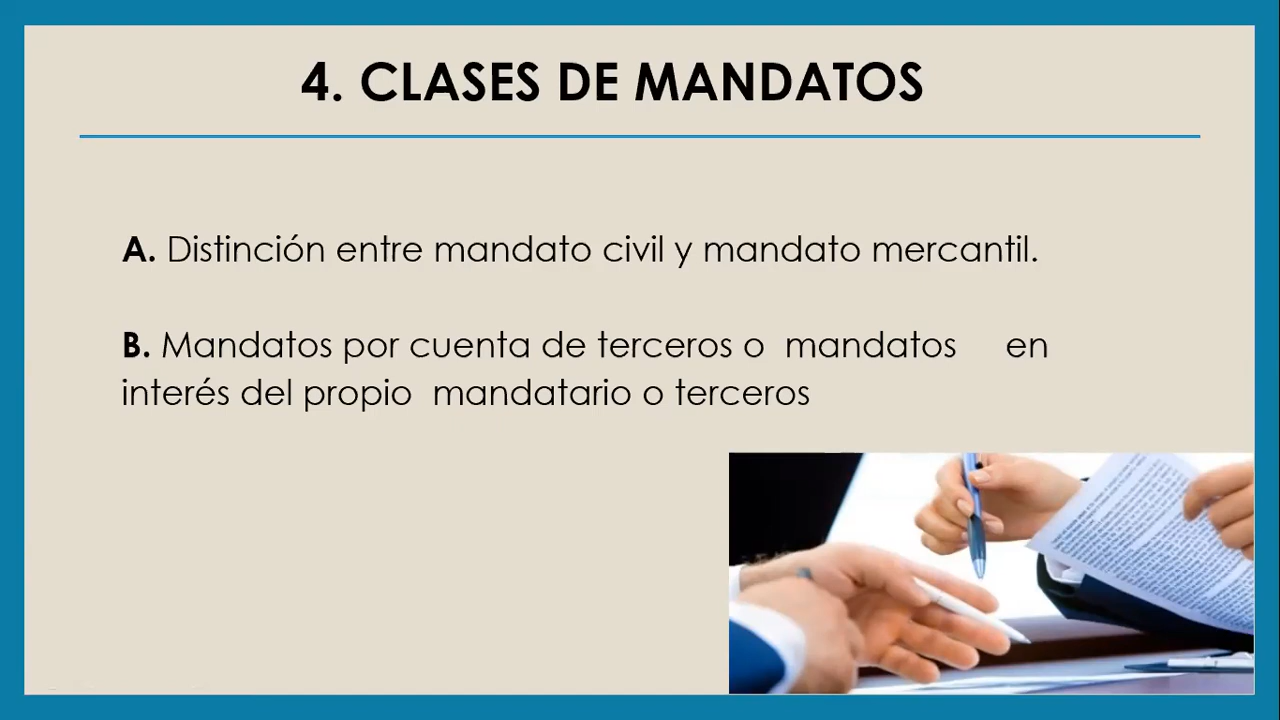 4. CLASES DE MANDATOS
A. Distinción entre mandato civil y mandato mercantil.
B. Mandatos por cuenta de terceros o mandatos en
interés del propio mandatario o terceros